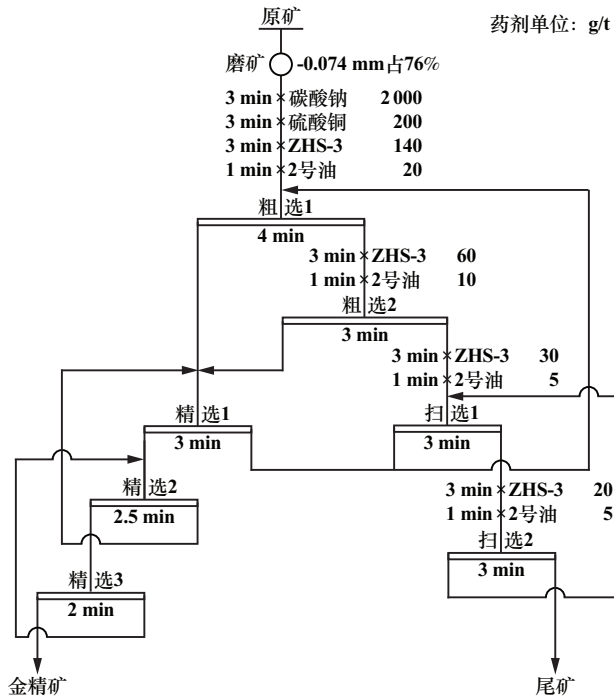 原矿
药剂单位：g/t
磨矿 -0.074 mm占76%
3 min 碳酸钠 2 000
3 min 硫酸铜 200
3 min ZHS-3 140
1 min 2号油 20
粗选1
4 min
3 min ZHS-3 60
1 min 2号油 10
粗选2
3 min
3 min ZHS-3 30
1 min 2号油 5
精选1
3 min
扫选1
3 min
3 min ZHS-3 20
1 min 2号油 5
精选2
2.5 min
扫选2
3 min
精选3
2 min
金精矿
尾矿